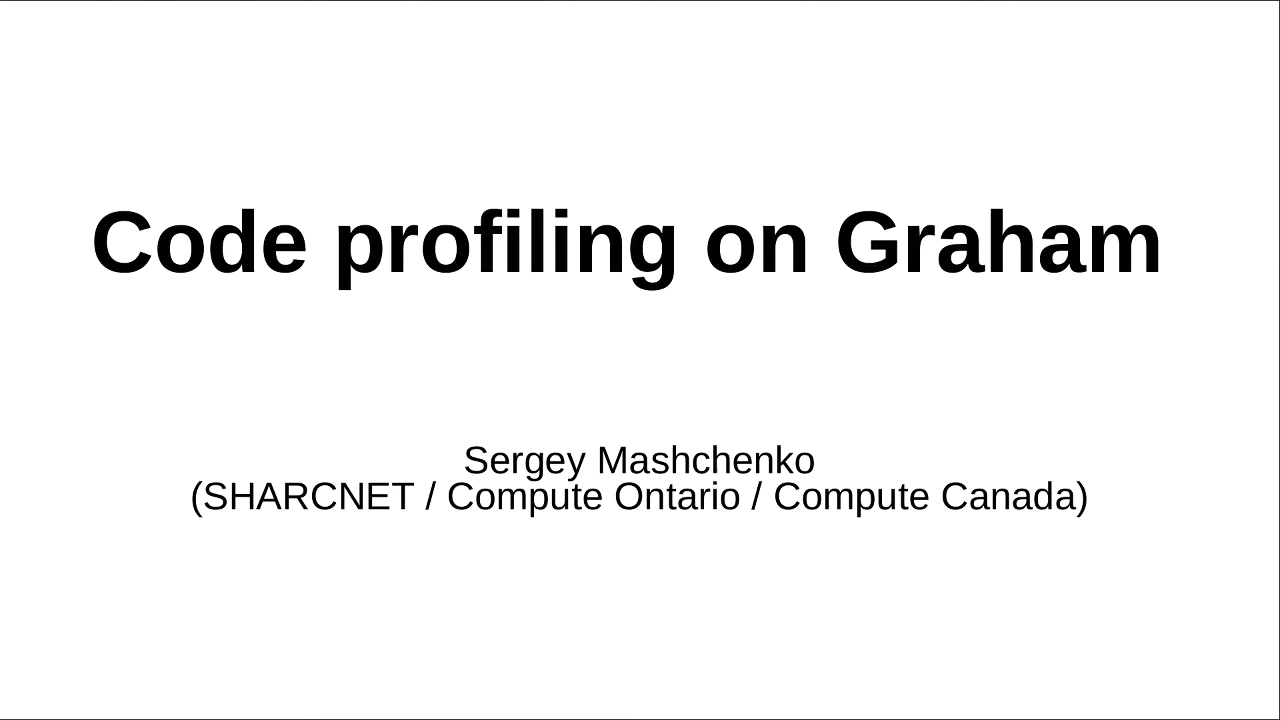 Code profiling on Graham
Sergey Mashchenko
(SHARCNET / Compute Ontario / Compute Canada)